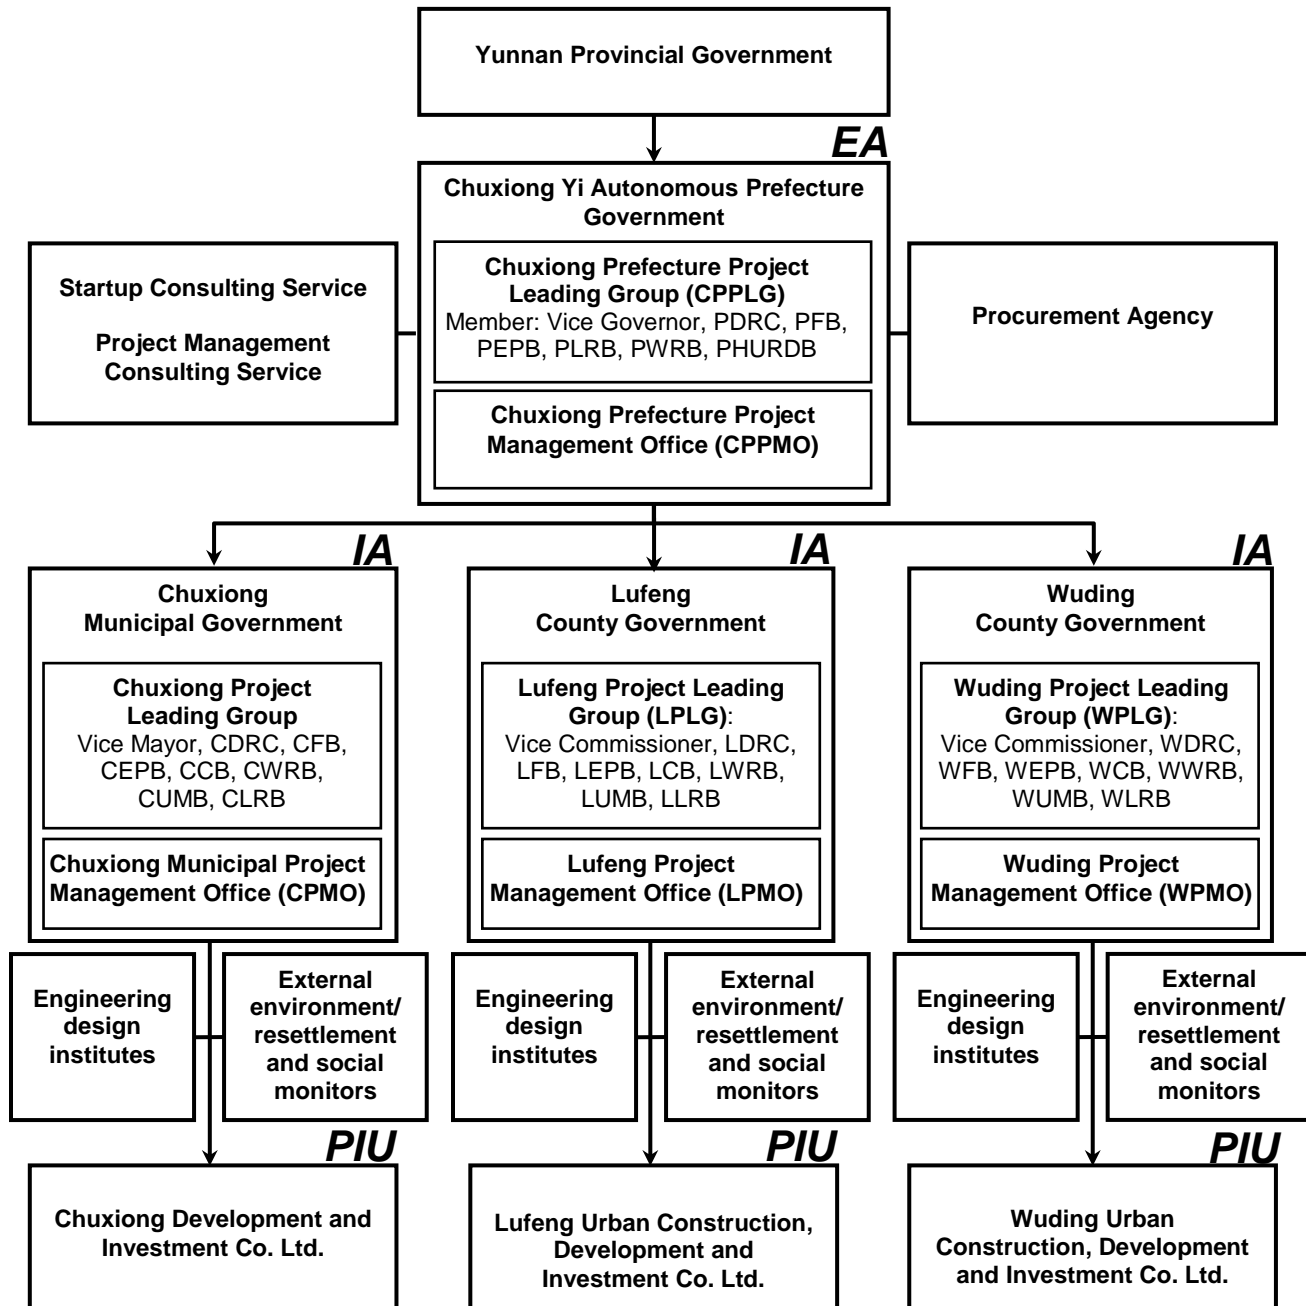 Yunnan Provincial Government
EA
Chuxiong Yi Autonomous Prefecture
Government
Chuxiong Prefecture Project
Leading Group (CPPLG)
Member: Vice Governor, PDRC, PFB,
PEPB, PLRB, PWRB, PHURDB
Chuxiong Prefecture Project
Management Office (CPPMO)
Startup Consulting Service
Project Management
Consulting Service
Procurement Agency
IA
Chuxiong
Municipal Government
Chuxiong Project
Leading Group
Vice Mayor, CDRC, CFB,
CEPB, CCB, CWRB,
CUMB, CLRB
Chuxiong Municipal Project
Management Office (CPMO)
IA
Lufeng
County Government
Lufeng Project Leading
Group (LPLG):
Vice Commissioner, LDRC,
LFB, LEPB, LCB, LWRB,
LUMB, LLRB
Lufeng Project
Management Office (LPMO)
IA
Wuding
County Government
Wuding Project Leading
Group (WPLG):
Vice Commissioner, WDRC,
WFB, WEPB, WCB, WWRB,
WUMB, WLRB
Wuding Project
Management Office (WPMO)
Engineering
design
institutes
External
environment/
resettlement
and social
monitors
Engineering
design
institutes
External
environment/
resettlement
and social
monitors
Engineering
design
institutes
External
environment/
resettlement
and social
monitors
PIU
Chuxiong Development and
Investment Co. Ltd.
PIU
Lufeng Urban Construction,
Development and
Investment Co. Ltd.
PIU
Wuding Urban
Construction, Development
and Investment Co. Ltd.